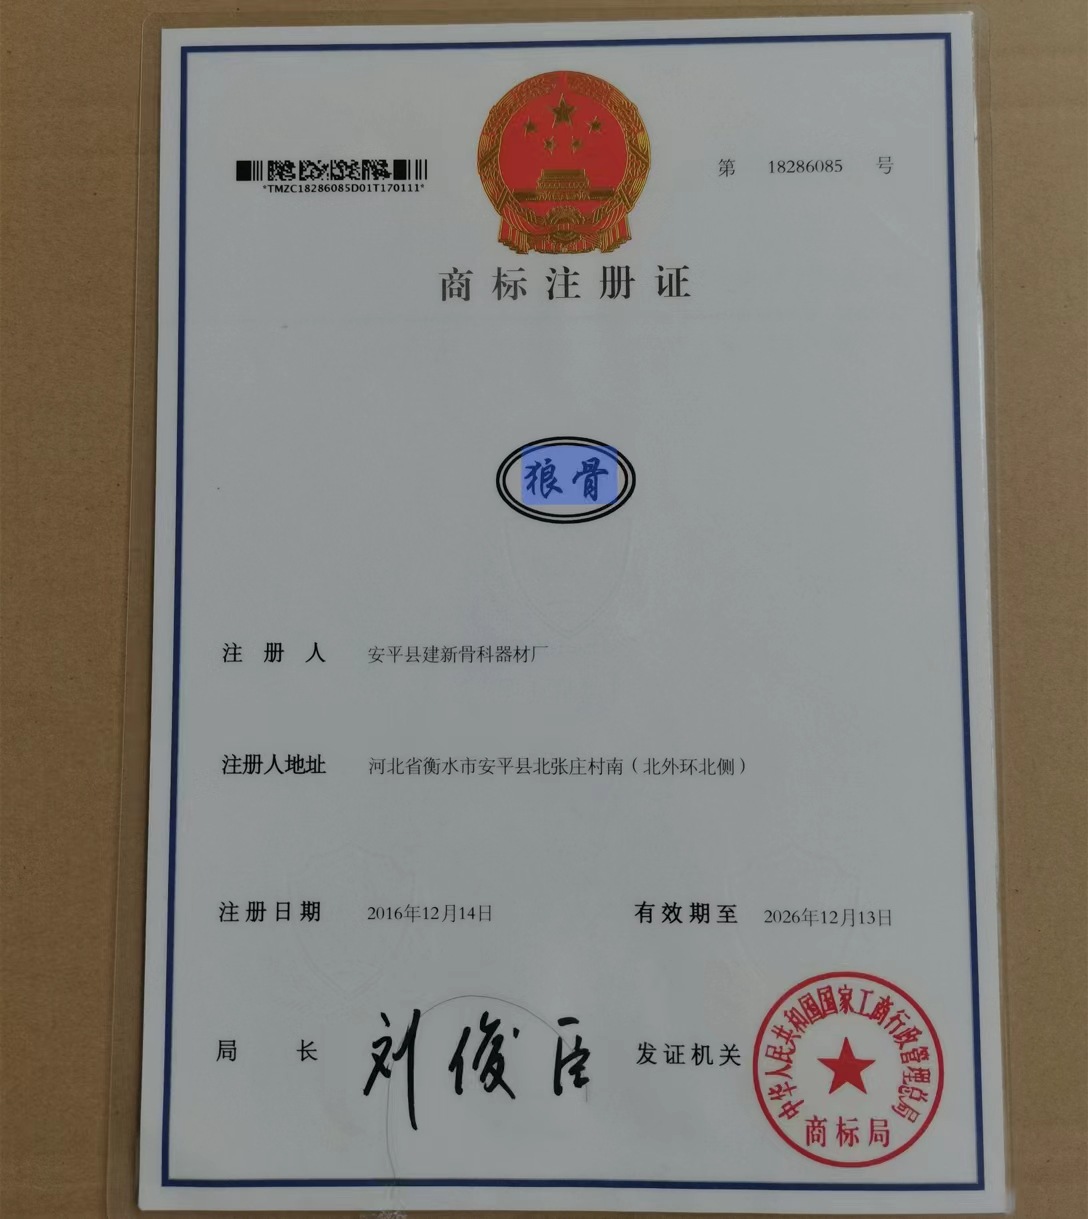 *TMZC18286085D01T170111*
第 18286085 号
商标注册证
狼骨
注册人 安平县建新骨科器材厂
注册人地址 河北省衡水市安平县北张庄村南（北外环北侧）
注册日期 2016年12月14日 有效期至 2026年12月13日
局长 刘俊臣 发证机关
中华人民共和国国家工商行政管理总局
商标局